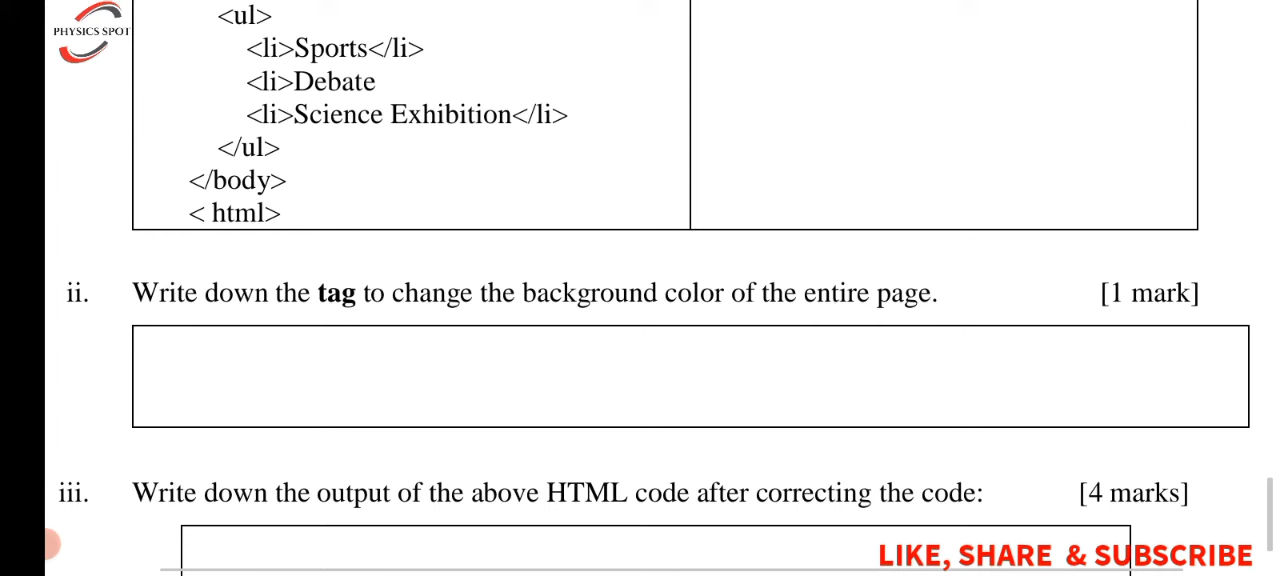 PHYSICS SPOT
<ul>
<li>Sports</li>
<li>Debate
<li>Science Exhibition</li>
</ul>
</body>
< html>
ii. Write down the tag to change the background color of the entire page. [1 mark]
iii. Write down the output of the above HTML code after correcting the code: [4 marks]
LIKE, SHARE & SUBSCRIBE